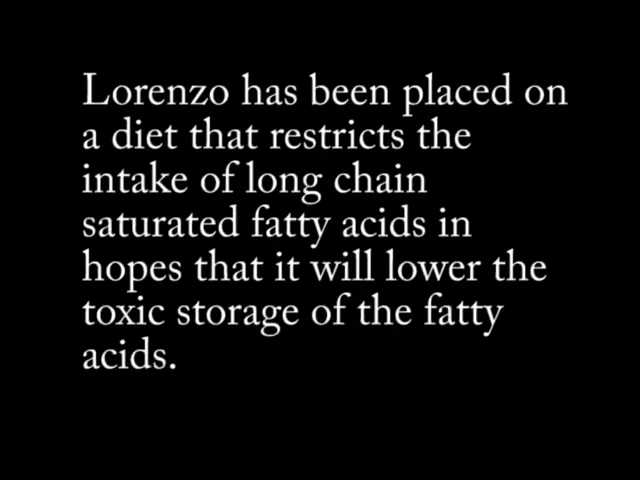 Lorenzo has been placed on
a diet that restricts the
intake of long chain
saturated fatty acids in
hopes that it will lower the
toxic storage of the fatty
acids.